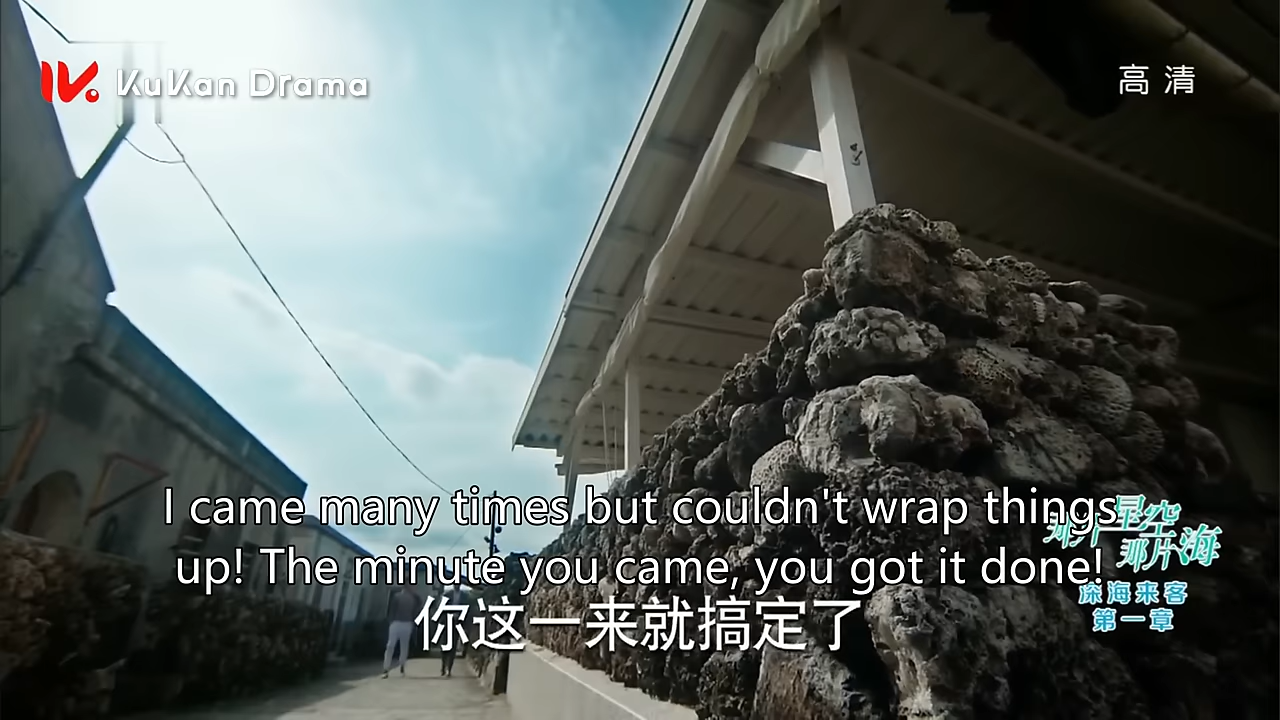 KuKan Drama
高清
I came many times but couldn't wrap things
up! The minute you came, you got it done!
那片星空
那片海
深海来客
第一章
你这一来就搞定了